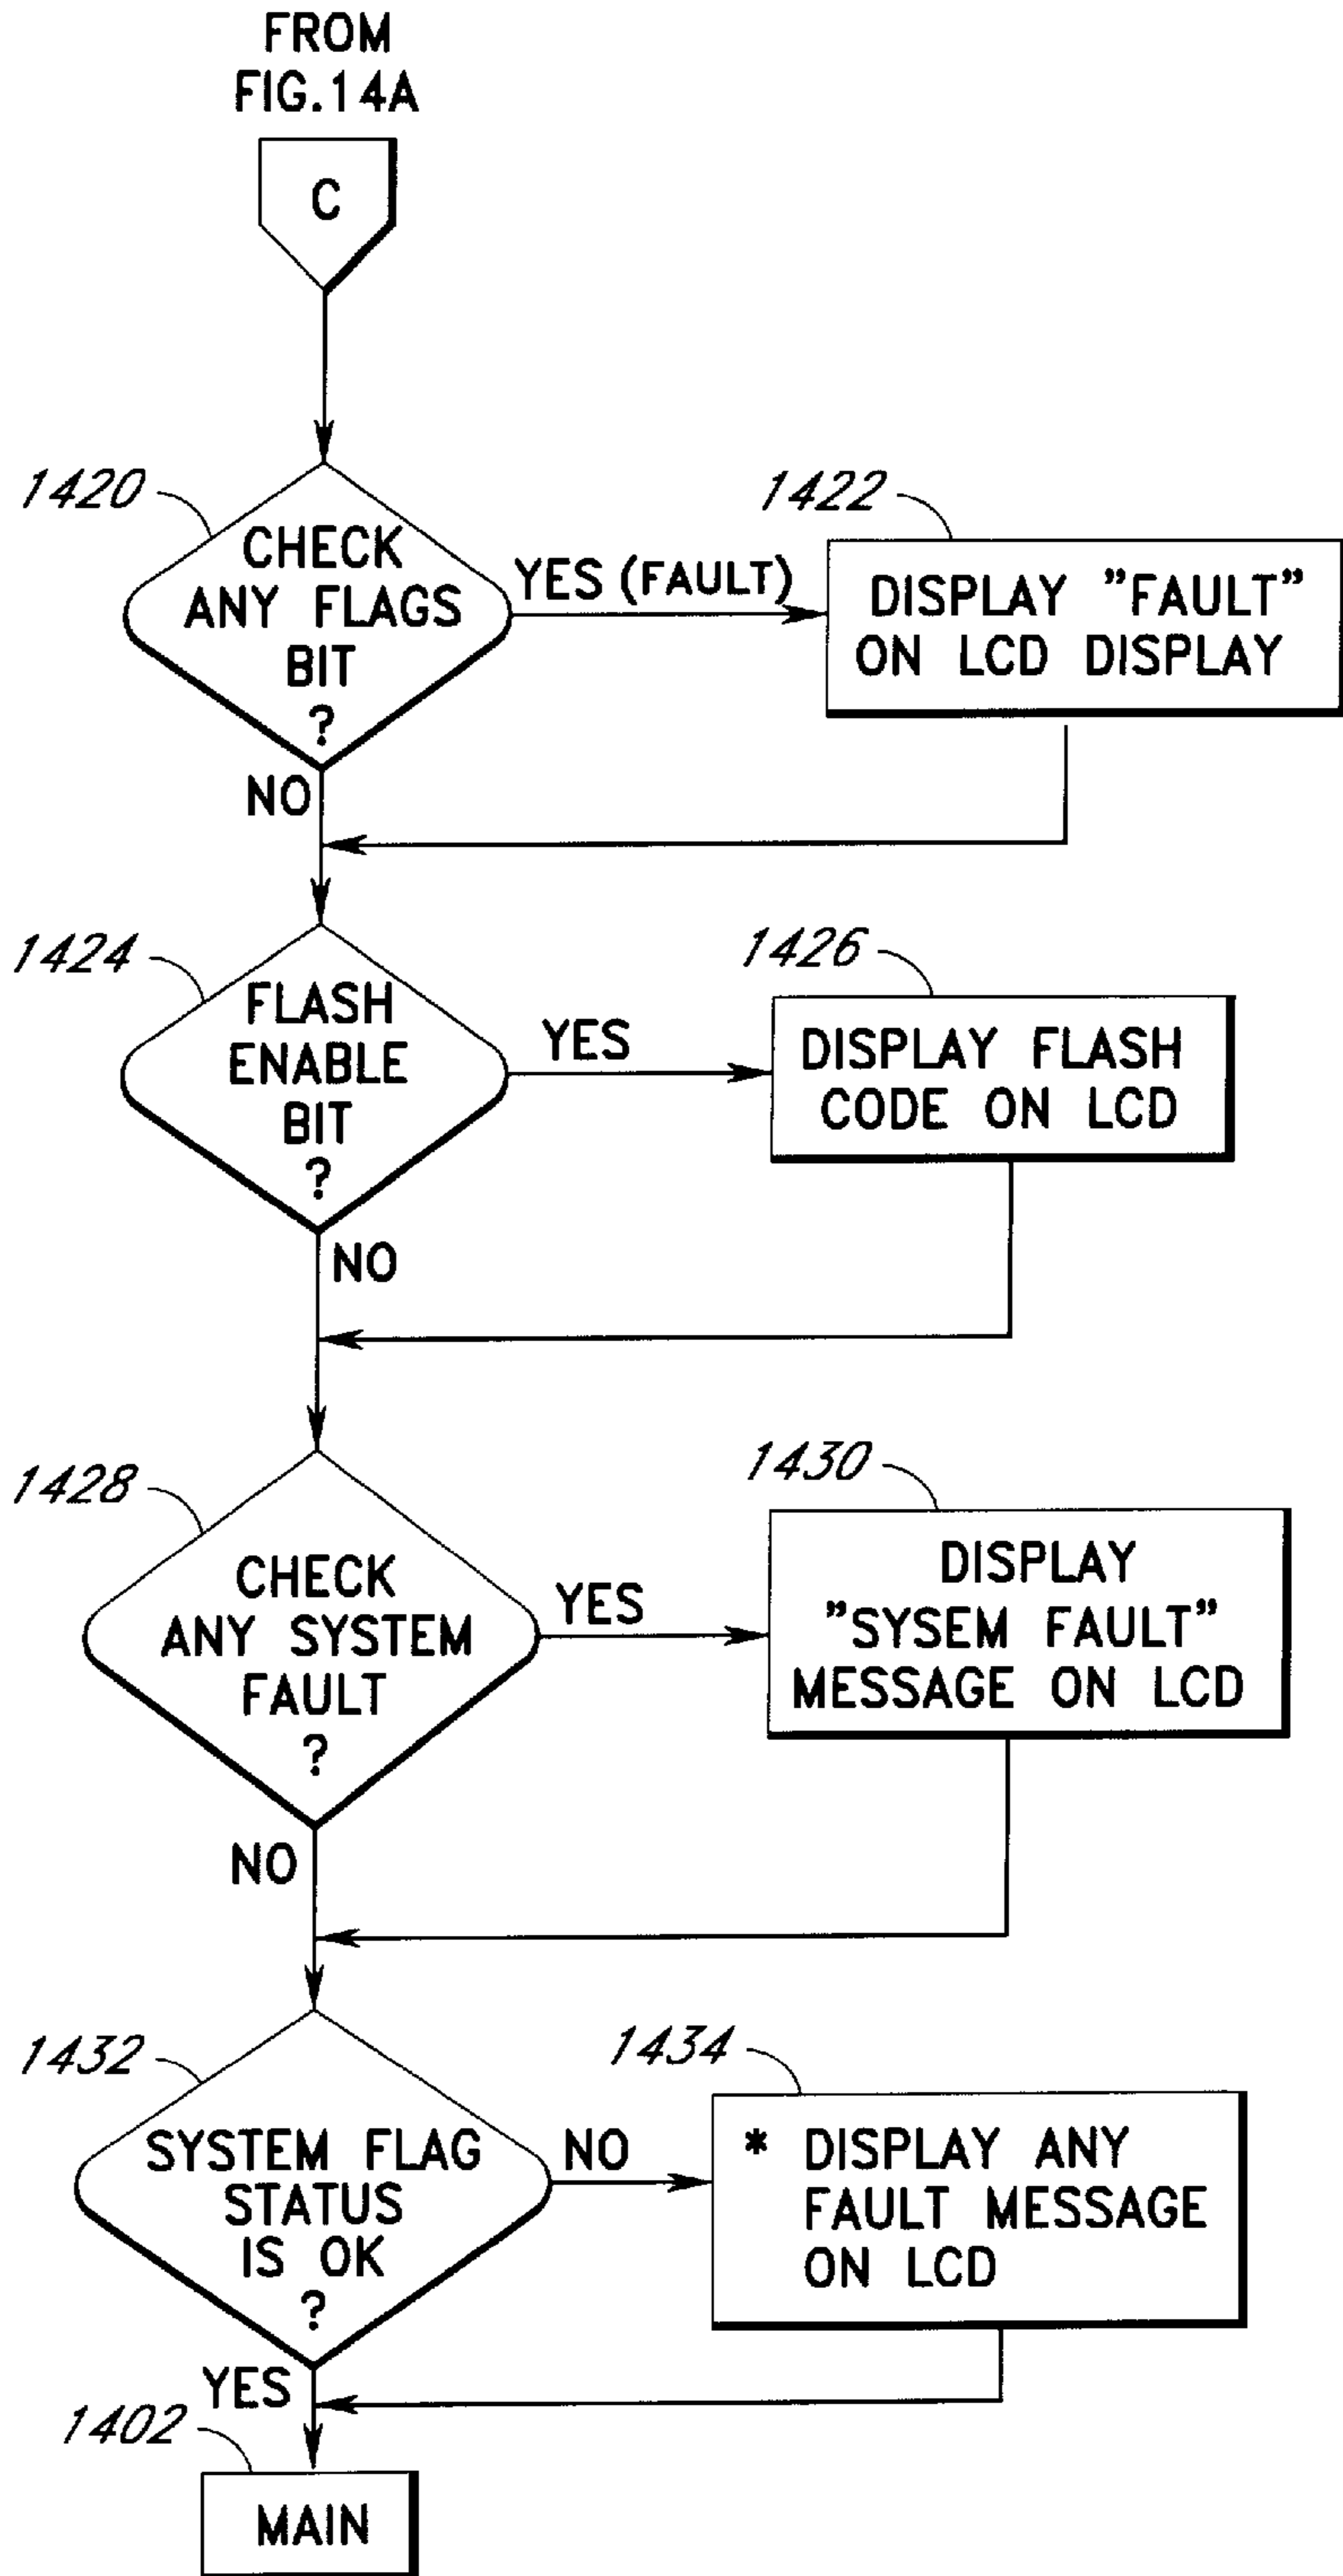 FROM
FIG.14A
C
1420
CHECK
ANY FLAGS
BIT
?
YES (FAULT)
1422
DISPLAY "FAULT"
ON LCD DISPLAY
NO
1424
FLASH
ENABLE
BIT
?
YES
1426
DISPLAY FLASH
CODE ON LCD
NO
1428
CHECK
ANY SYSTEM
FAULT
?
YES
1430
DISPLAY
"SYSEM FAULT"
MESSAGE ON LCD
NO
1432
SYSTEM FLAG
STATUS
IS OK
?
NO
1434
* DISPLAY ANY
FAULT MESSAGE
ON LCD
YES
1402
MAIN